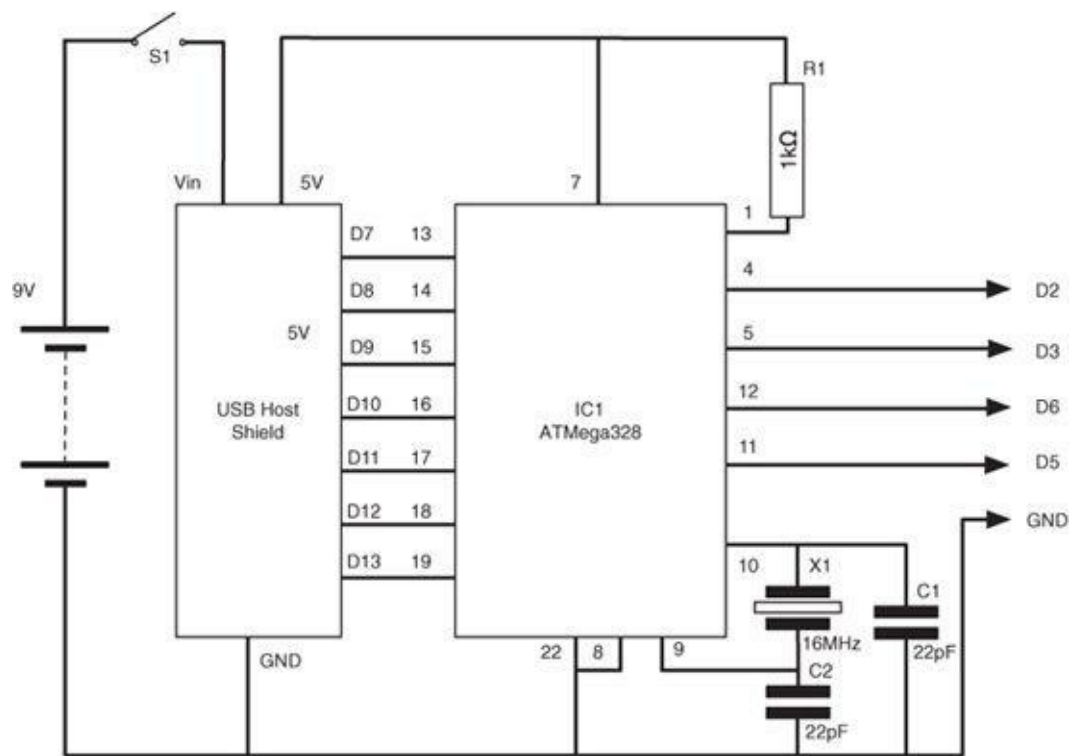 S1
R1
1kΩ
Vin
5V
7
1
D7 13
4
D2
9V
D8 14
5V
5
D3
D9 15
12
D6
D10 16
USB Host
Shield
IC1
ATMega328
11
D5
D11 17
GND
D12 18
D13 19
10
X1
C1
GND
22
8
9
16MHz
22pF
C2
22pF